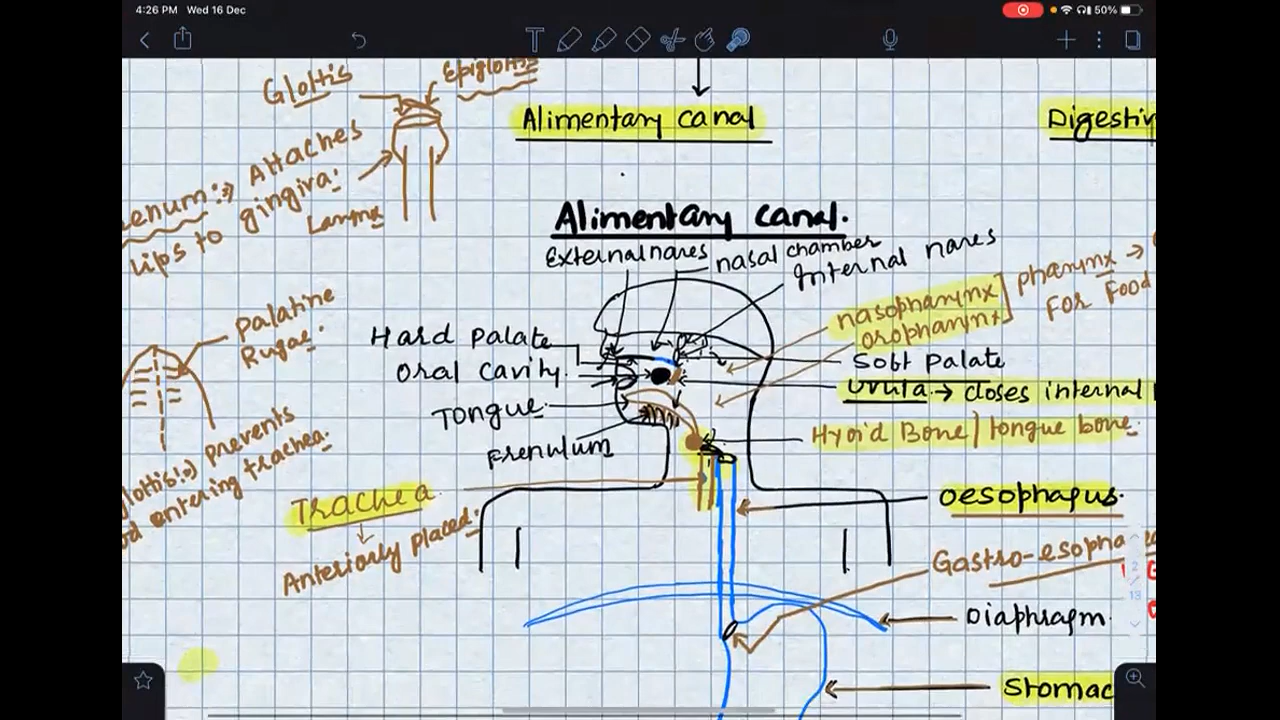 4:26 PM Wed 16 Dec
50%
Glottis
Epiglottis
Alimentary canal
Digestiv
enum :⇒ Attaches
lips to gingiva:
Larynx
Alimentary canal.
External nares
nasal chamber
Internal nares
nasopharynx
oropharynx
pharynx →
For Food
Palatine
Rugae:
Hard Palate
Oral Cavity
Tongue
Frenulum
Soft Palate
Uvula → closes internal
Hyoid Bone / tongue bone
lottis:⇒ prevents
od entering trachea.
Trachea
Anteriorly placed:
Oesophagus.
Gastro-esopha
2
13
Diaphragm.
Stomac